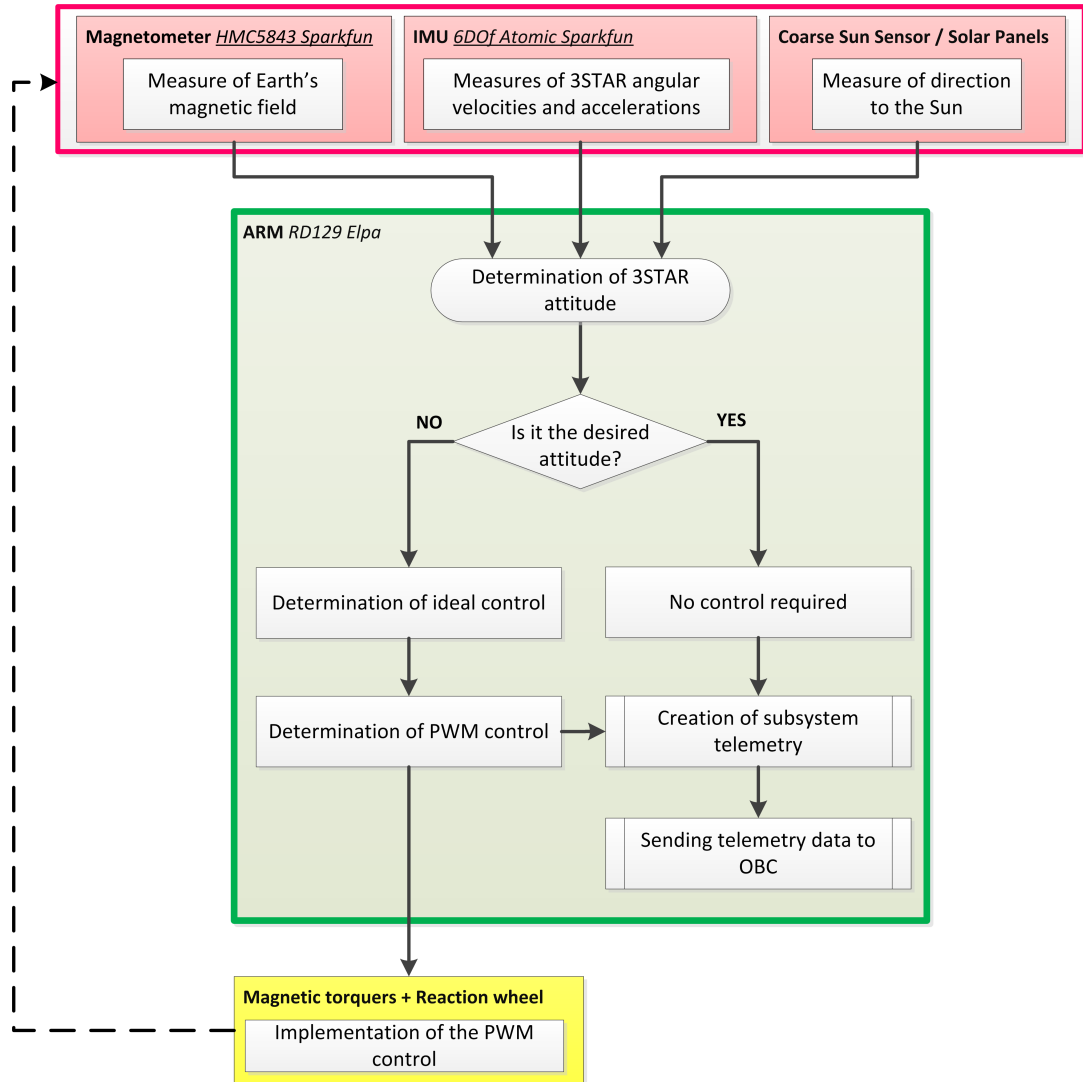 Magnetometer HMC5843 Sparkfun
Measure of Earth's
magnetic field
IMU 6DOf Atomic Sparkfun
Measures of 3STAR angular
velocities and accelerations
Coarse Sun Sensor / Solar Panels
Measure of direction
to the Sun
ARM RD129 Elpa
Determination of 3STAR
attitude
Is it the desired
attitude?
NO
YES
Determination of ideal control
No control required
Determination of PWM control
Creation of subsystem
telemetry
Sending telemetry data to
OBC
Magnetic torquers + Reaction wheel
Implementation of the PWM
control